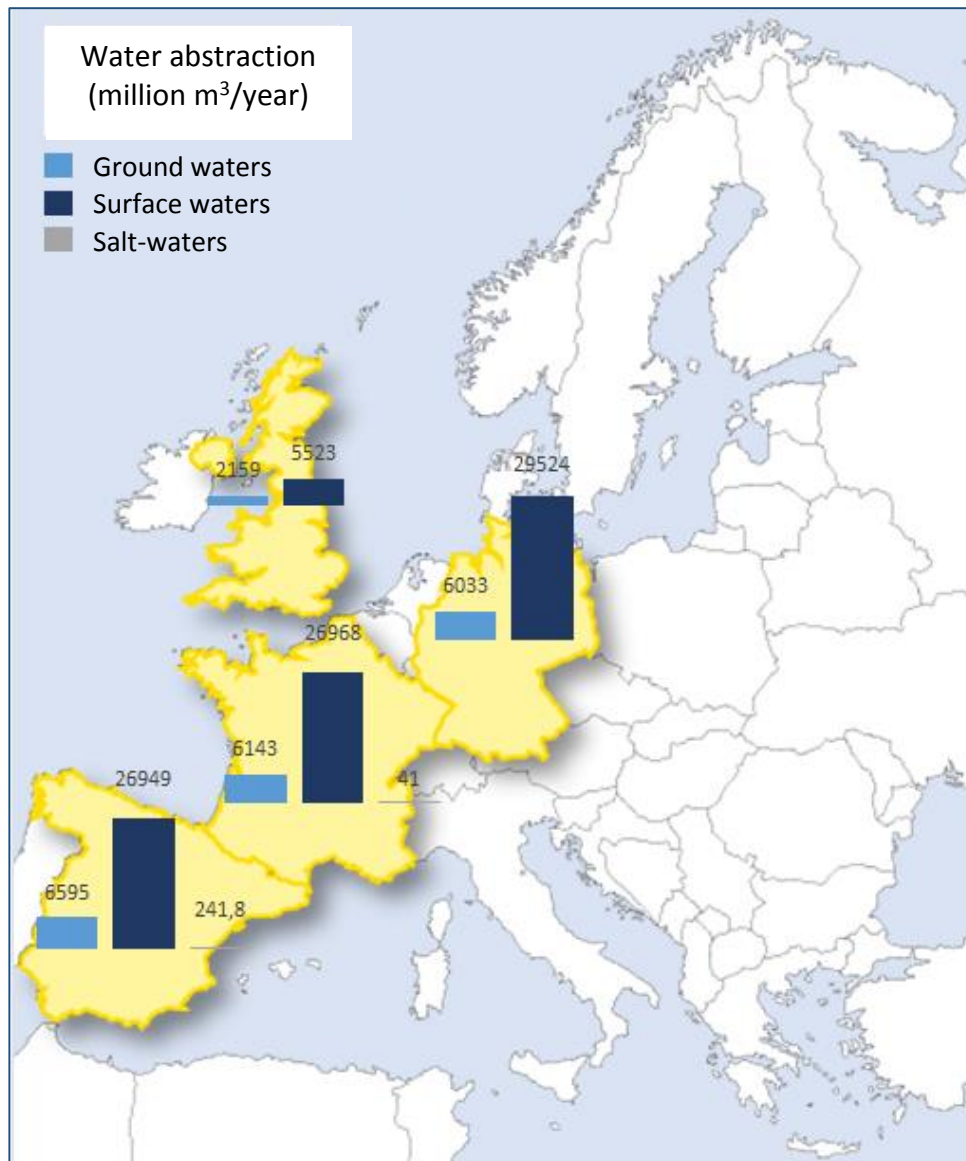 Water abstraction
(million m³/year)
Ground waters
Surface waters
Salt-waters
5523
2159
29524
6033
26968
6143
41
26949
6595
241,8